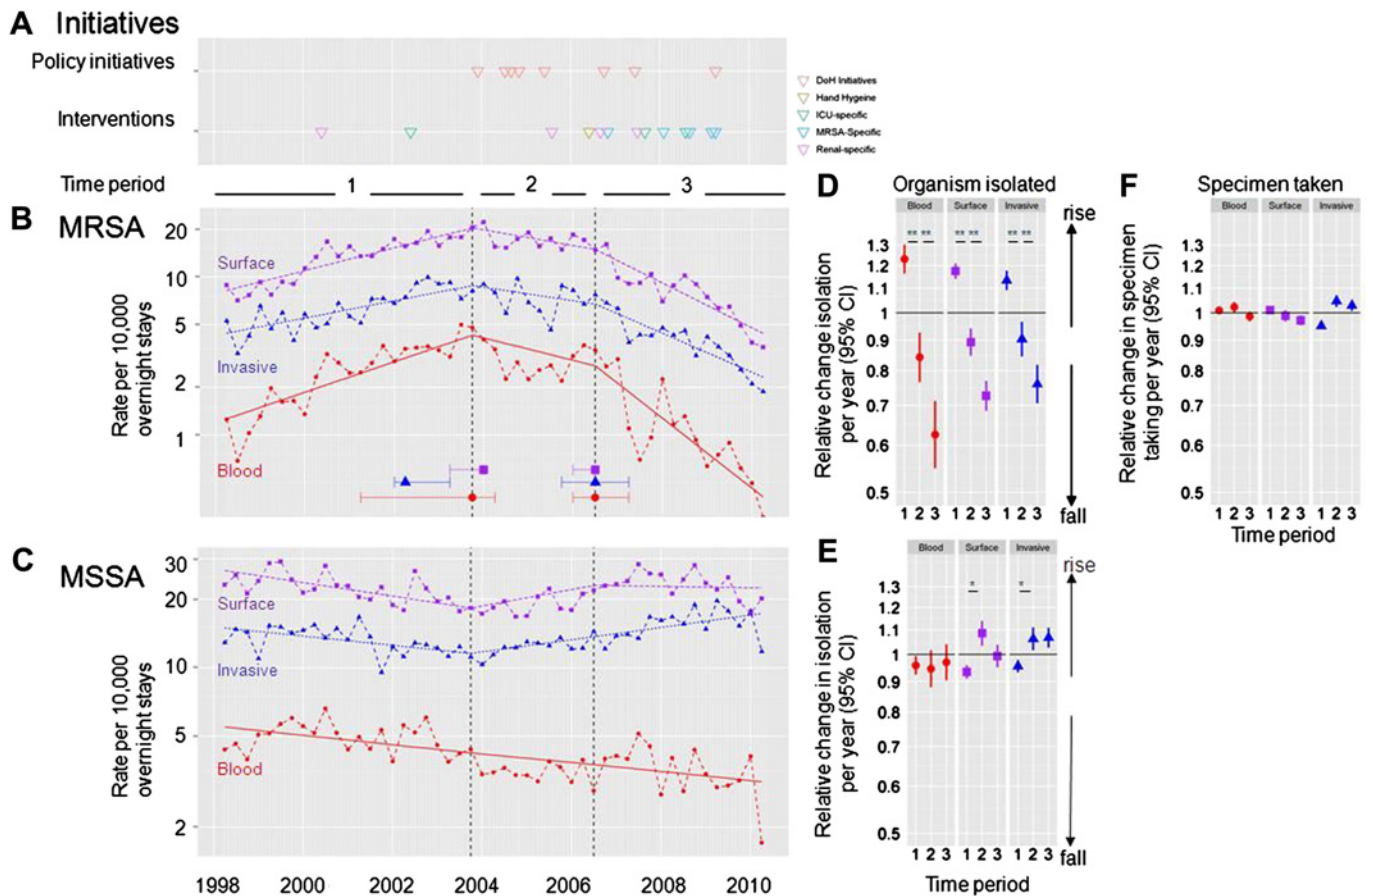 A Initiatives
Policy initiatives
Interventions
DoH Initiatives
Hand Hygeine
ICU-specific
MRSA-Specific
Renal-specific
Time period
1
2
3
B MRSA
Rate per 10,000
overnight stays
20
10
5
2
1
Surface
Invasive
Blood
C MSSA
Rate per 10,000
overnight stays
30
20
10
5
2
Surface
Invasive
Blood
1998 2000 2002 2004 2006 2008 2010
D Organism isolated
Blood Surface Invasive
** ** ** ** ** **
Relative change in isolation
per year (95% CI)
1.3
1.2
1.1
1
0.9
0.8
0.7
0.6
0.5
1 2 3 1 2 3 1 2 3
rise
fall
E
Blood Surface Invasive
* *
Relative change in isolation
per year (95% CI)
1.3
1.2
1.1
1
0.9
0.8
0.7
0.6
0.5
1 2 3 1 2 3 1 2 3
Time period
rise
fall
F Specimen taken
Blood Surface Invasive
Relative change in specimen
taking per year (95% CI)
1.3
1.2
1.1
1
0.9
0.8
0.7
0.6
0.5
1 2 3 1 2 3 1 2 3
Time period